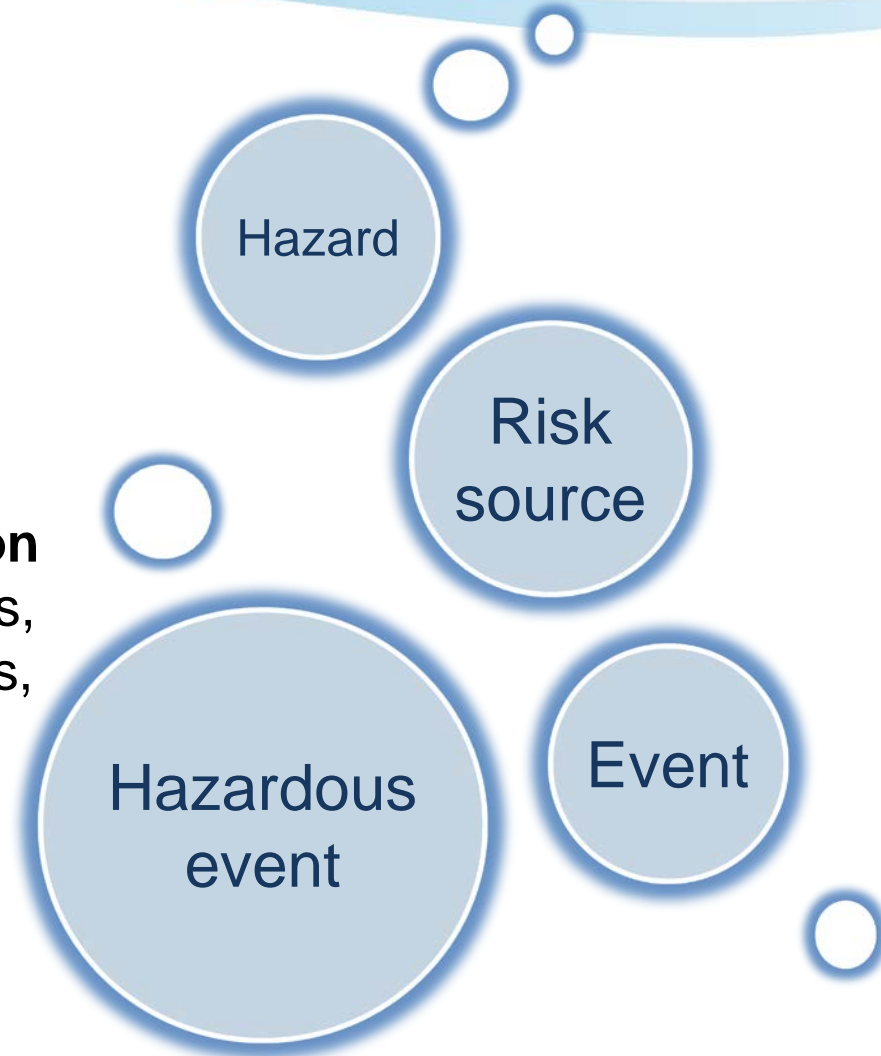 Hazard
Risk
source
on
s,
s,
Hazardous
event
Event